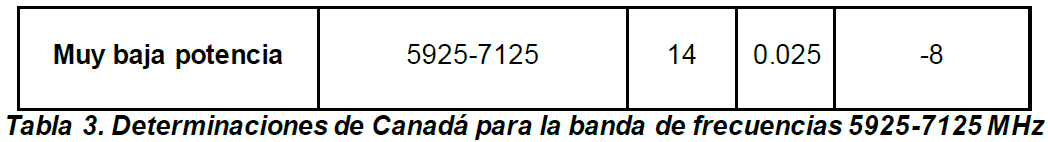 Muy baja potencia 5925-7125 14 0.025 -8
Tabla 3. Determinaciones de Canadá para la banda de frecuencias 5925-7125 MHz